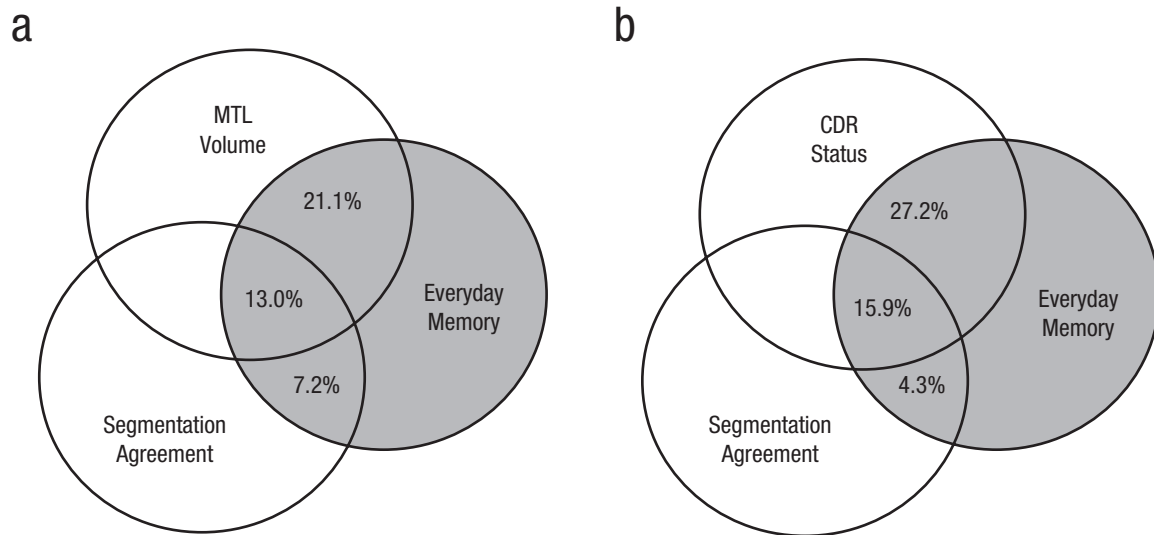 a
MTL
Volume
21.1%
13.0%
Everyday
Memory
7.2%
Segmentation
Agreement
b
CDR
Status
27.2%
15.9%
Everyday
Memory
4.3%
Segmentation
Agreement